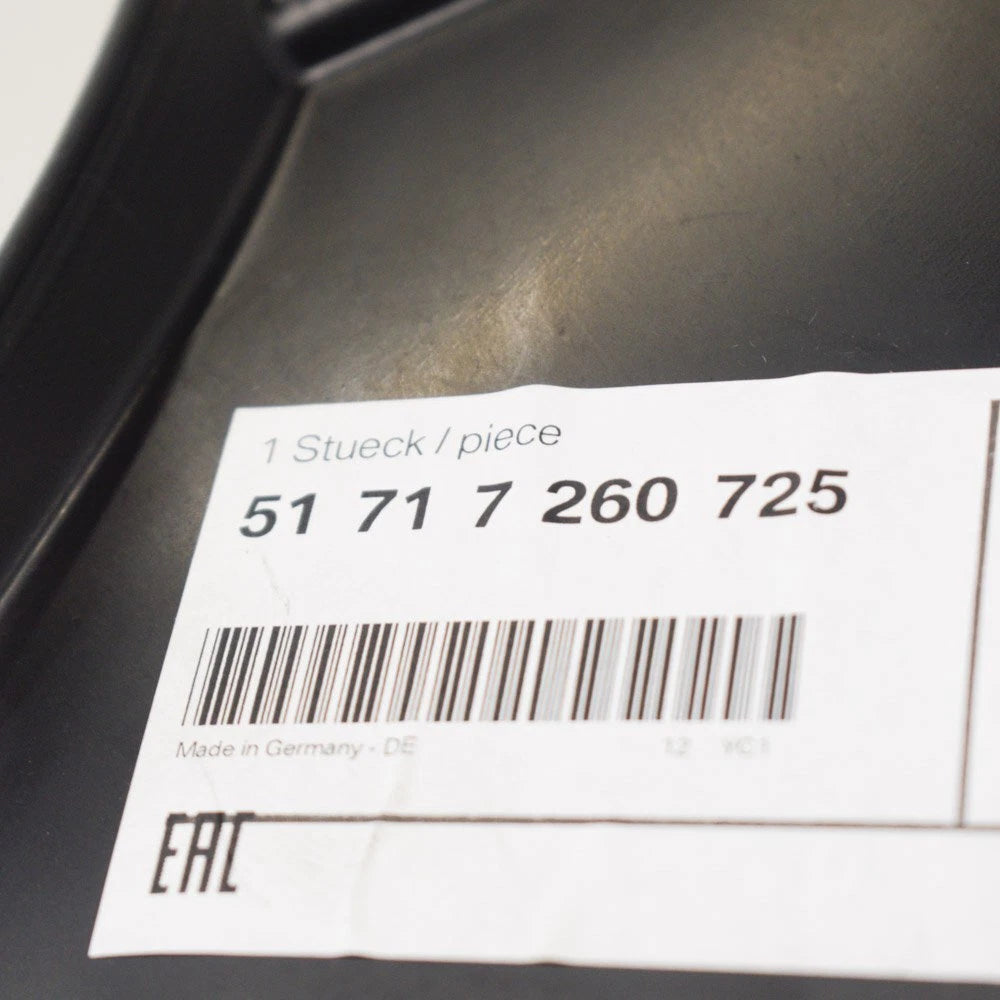 1 Stueck / piece
51 71 7 260 725
Made in Germany - DE 12 YC1
EAC